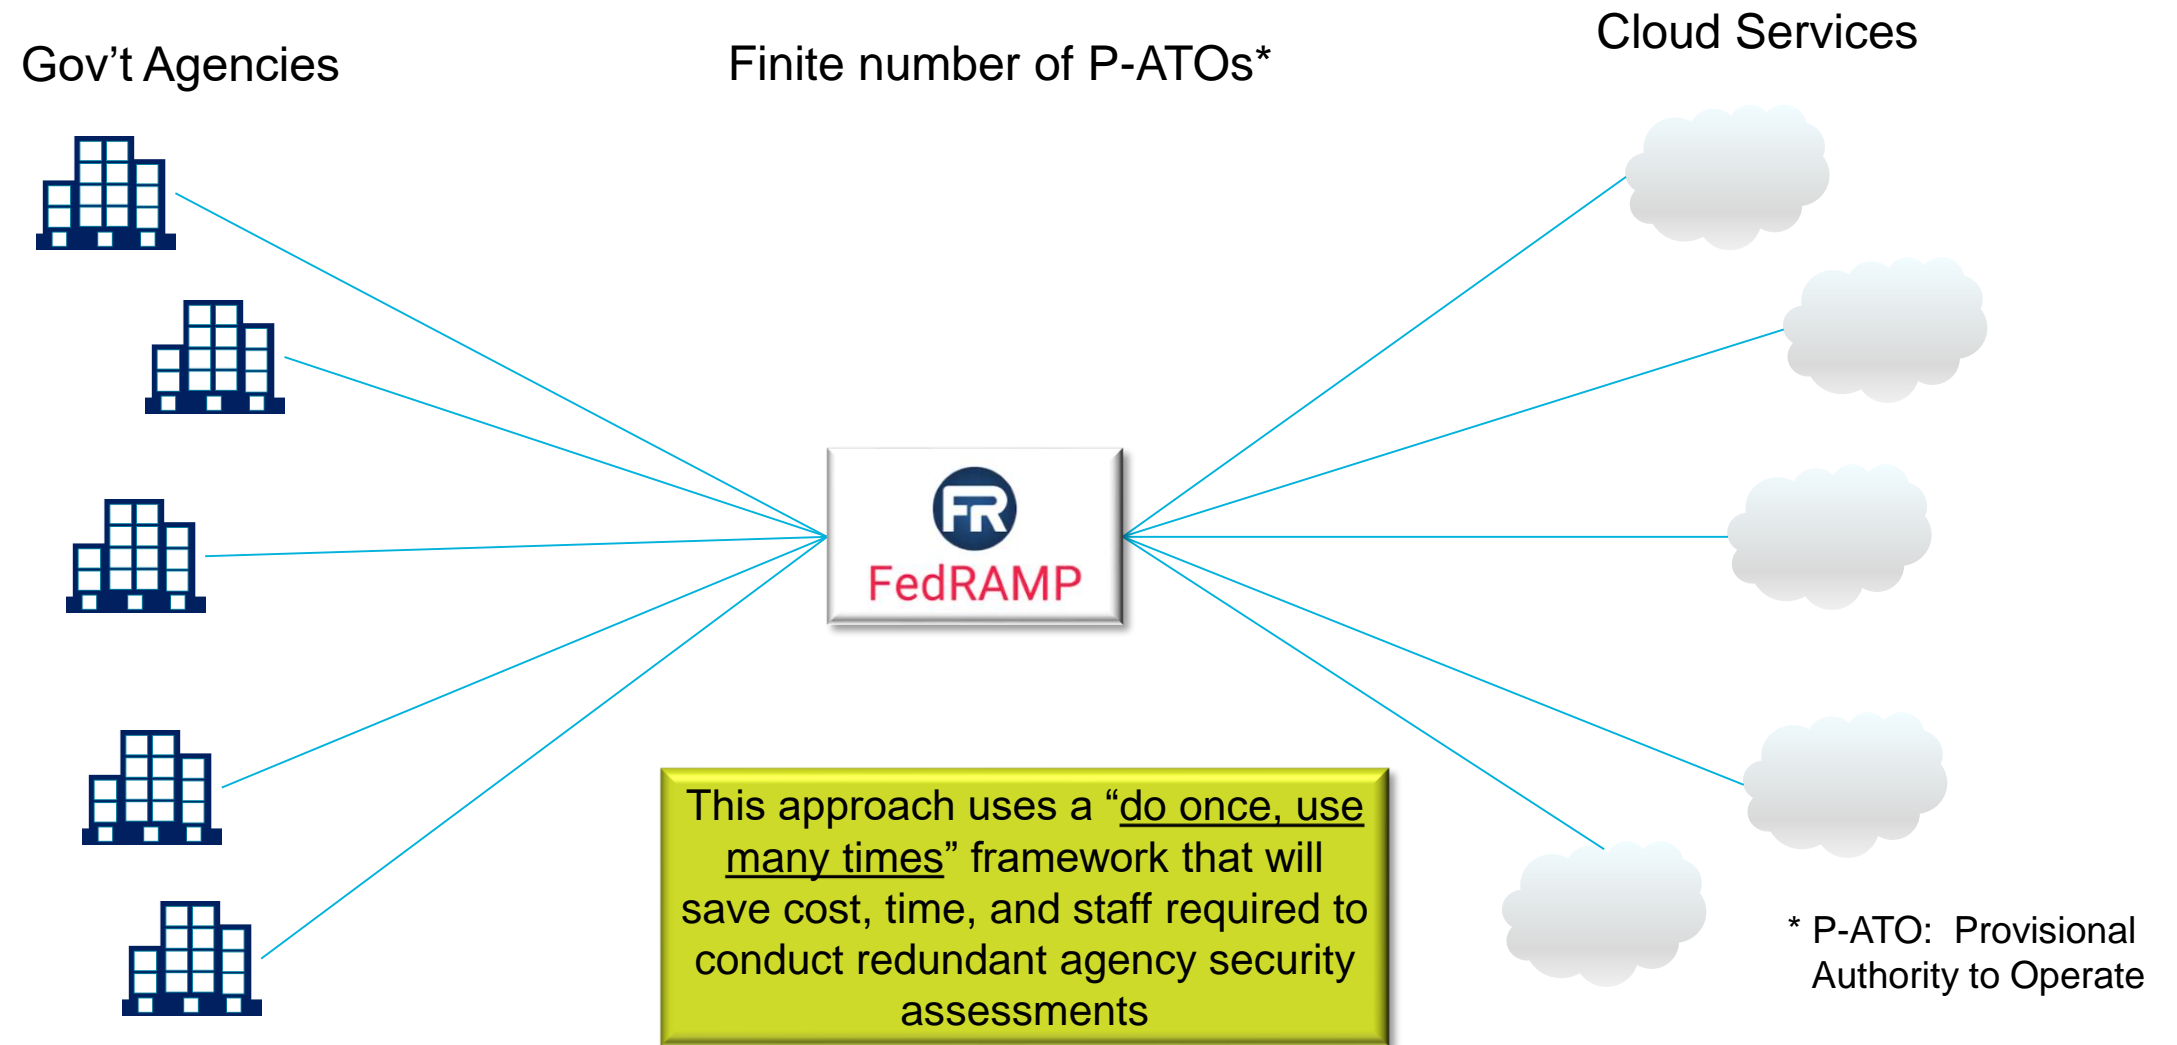 Gov’t Agencies
Finite number of P-ATOs*
Cloud Services
FR
FedRAMP
This approach uses a “do once, use
many times” framework that will
save cost, time, and staff required to
conduct redundant agency security
assessments
* P-ATO: Provisional
Authority to Operate